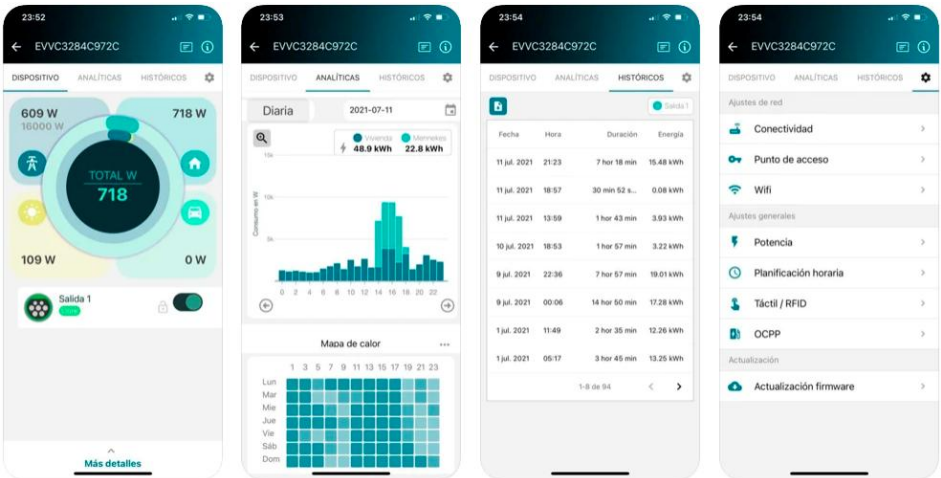 23:52
EVVC3284C972C
DISPOSITIVO ANALÍTICAS HISTÓRICOS
609 W 718 W
16000 W
TOTAL W
718
109 W 0 W
Salida 1
Más detalles
23:53
EVVC3284C972C
DISPOSITIVO ANALÍTICAS HISTÓRICOS
Diaria 2021-07-11
Vivienda Mennekes
48.9 kWh 22.8 kWh
Consumo en W
15k
10k
5k
0 2 4 6 8 10 12 14 16 18 20 22
Mapa de calor
1 3 5 7 9 11 13 15 17 19 21 23
Lun
Mar
Mie
Jue
Vie
Sáb
Dom
23:54
EVVC3284C972C
DISPOSITIVO ANALÍTICAS HISTÓRICOS
Salida 1
Fecha Hora Duración Energía
11 jul. 2021 21:23 7 hor 18 min 15.48 kWh
11 jul. 2021 18:57 30 min 52 s... 0.08 kWh
11 jul. 2021 13:59 1 hor 43 min 3.93 kWh
10 jul. 2021 18:53 1 hor 57 min 3.22 kWh
9 jul. 2021 22:36 7 hor 57 min 19.01 kWh
9 jul. 2021 00:06 14 hor 50 min 17.28 kWh
1 jul. 2021 11:49 2 hor 35 min 12.26 kWh
1 jul. 2021 05:17 3 hor 45 min 13.25 kWh
1-8 de 94
23:54
EVVC3284C972C
DISPOSITIVO ANALÍTICAS HISTÓRICOS
Ajustes de red
Conectividad
Punto de acceso
Wifi
Ajustes generales
Potencia
Planificación horaria
Táctil / RFID
OCPP
Actualización
Actualización firmware